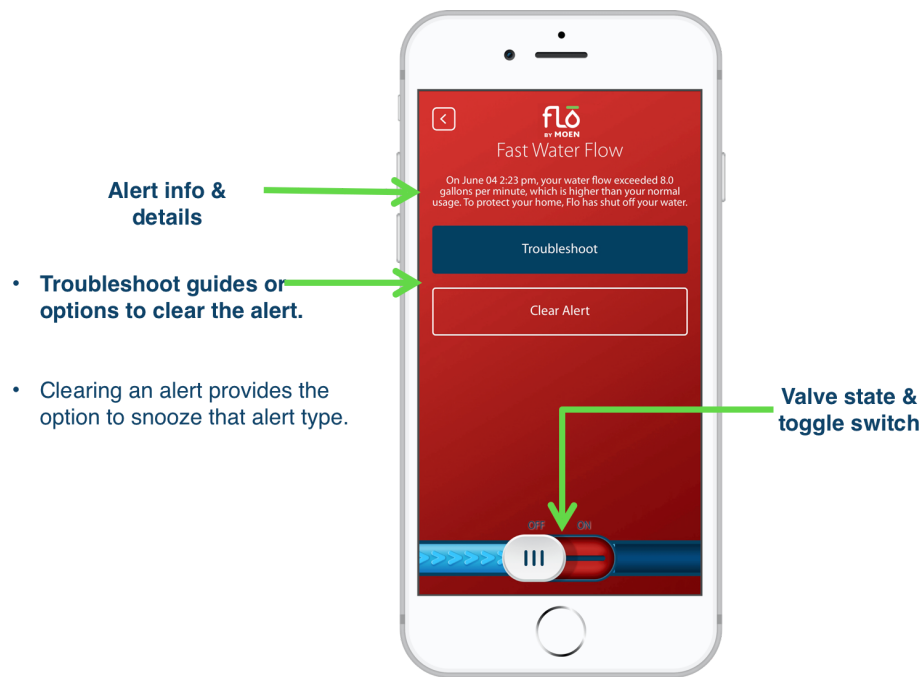 flō
BY MOEN
Fast Water Flow
On June 04 2:23 pm, your water flow exceeded 8.0
gallons per minute, which is higher than your normal
usage. To protect your home, Flo has shut off your water.
Troubleshoot
Clear Alert
OFF ON
Alert info &
details
• Troubleshoot guides or
options to clear the alert.
• Clearing an alert provides the
option to snooze that alert type.
Valve state &
toggle switch